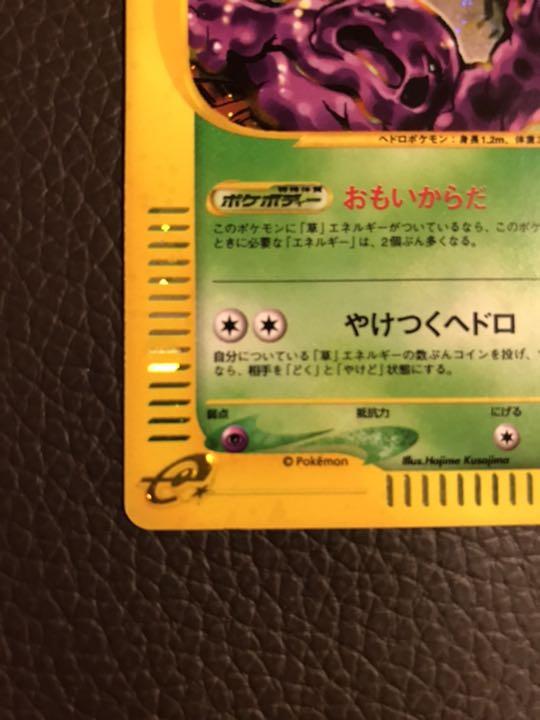 ヘドロポケモン：身長1.2m、体重
特殊体質
ポケボディー おもいからだ
このポケモンに「草」エネルギーがついているなら、このポケ
ときに必要な「エネルギー」は、2個ぶん多くなる。
やけつくヘドロ
自分についている「草」エネルギーの数ぶんコインを投げ、
なら、相手を「どく」と「やけど」状態にする。
弱点 抵抗力 にげる
© Pokémon Illus. Hajime Kusajima
e